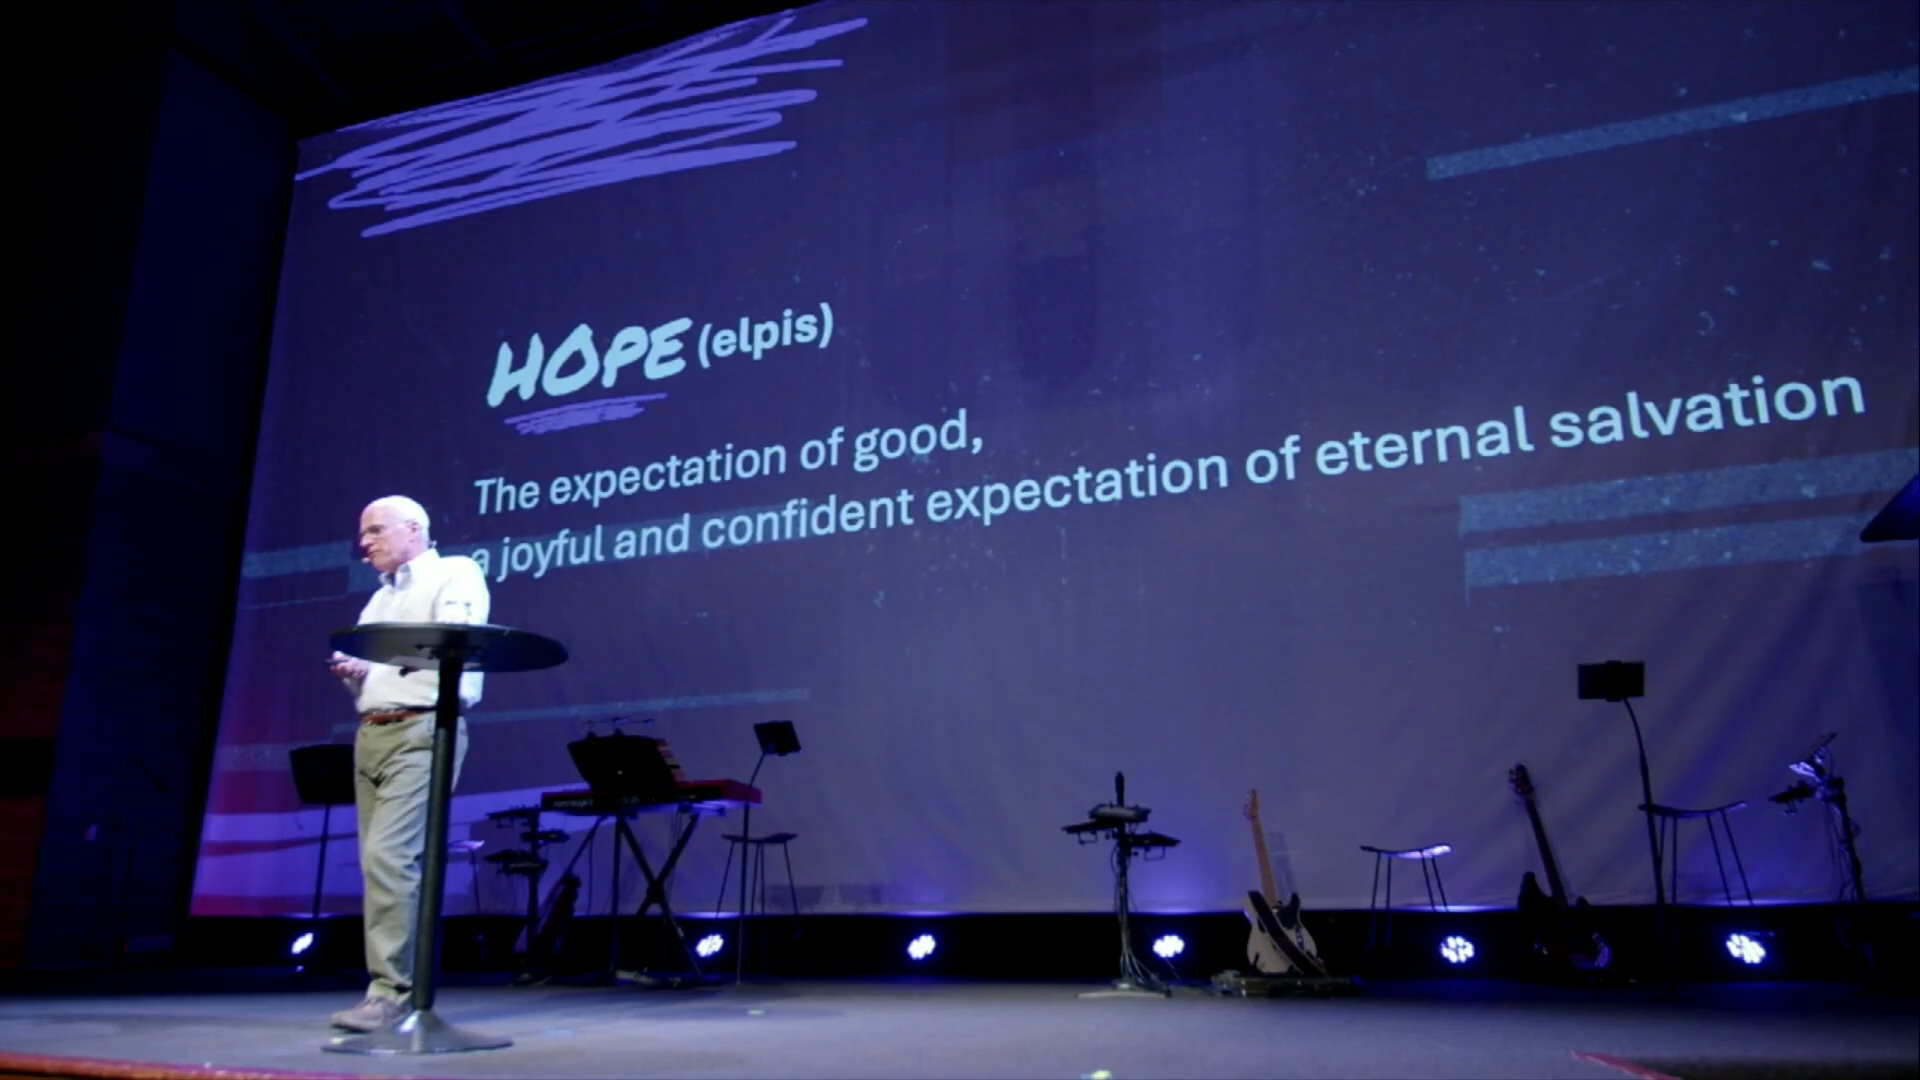 HOPE (elpis)
The expectation of good,
a joyful and confident expectation of eternal salvation